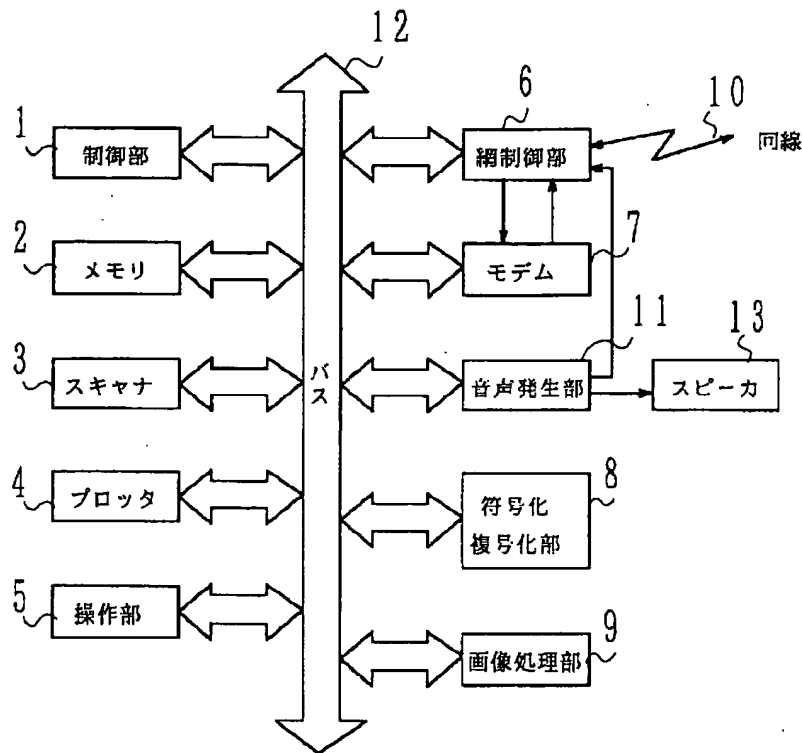 12
1
制御部
6
網制御部
10
回線
2
メモリ
7
モデム
3
スキャナ
バス
11
音声発生部
13
スピーカ
4
プロッタ
8
符号化
複号化部
5
操作部
9
画像処理部